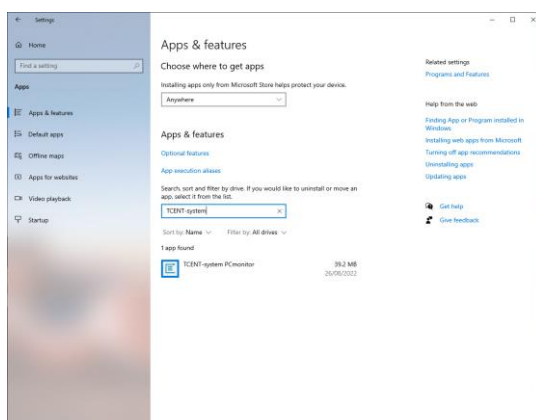 Settings
Home
Find a setting
Apps
Apps & features
Default apps
Offline maps
Apps for websites
Video playback
Startup
Apps & features
Choose where to get apps
Installing apps only from Microsoft Store helps protect your device.
Anywhere
Apps & features
Optional features
App execution aliases
Search, sort and filter by drive. If you would like to uninstall or move an
app, select it from the list.
TCENT-system
Sort by: Name
Filter by: All drives
1 app found
TCENT-system PCmonitor
39.2 MB
26/08/2022
Related settings
Programs and Features
Help from the web
Finding App or Program installed in
Windows
Installing web apps from Microsoft
Turning off app recommendations
Uninstalling apps
Updating apps
Get help
Give feedback